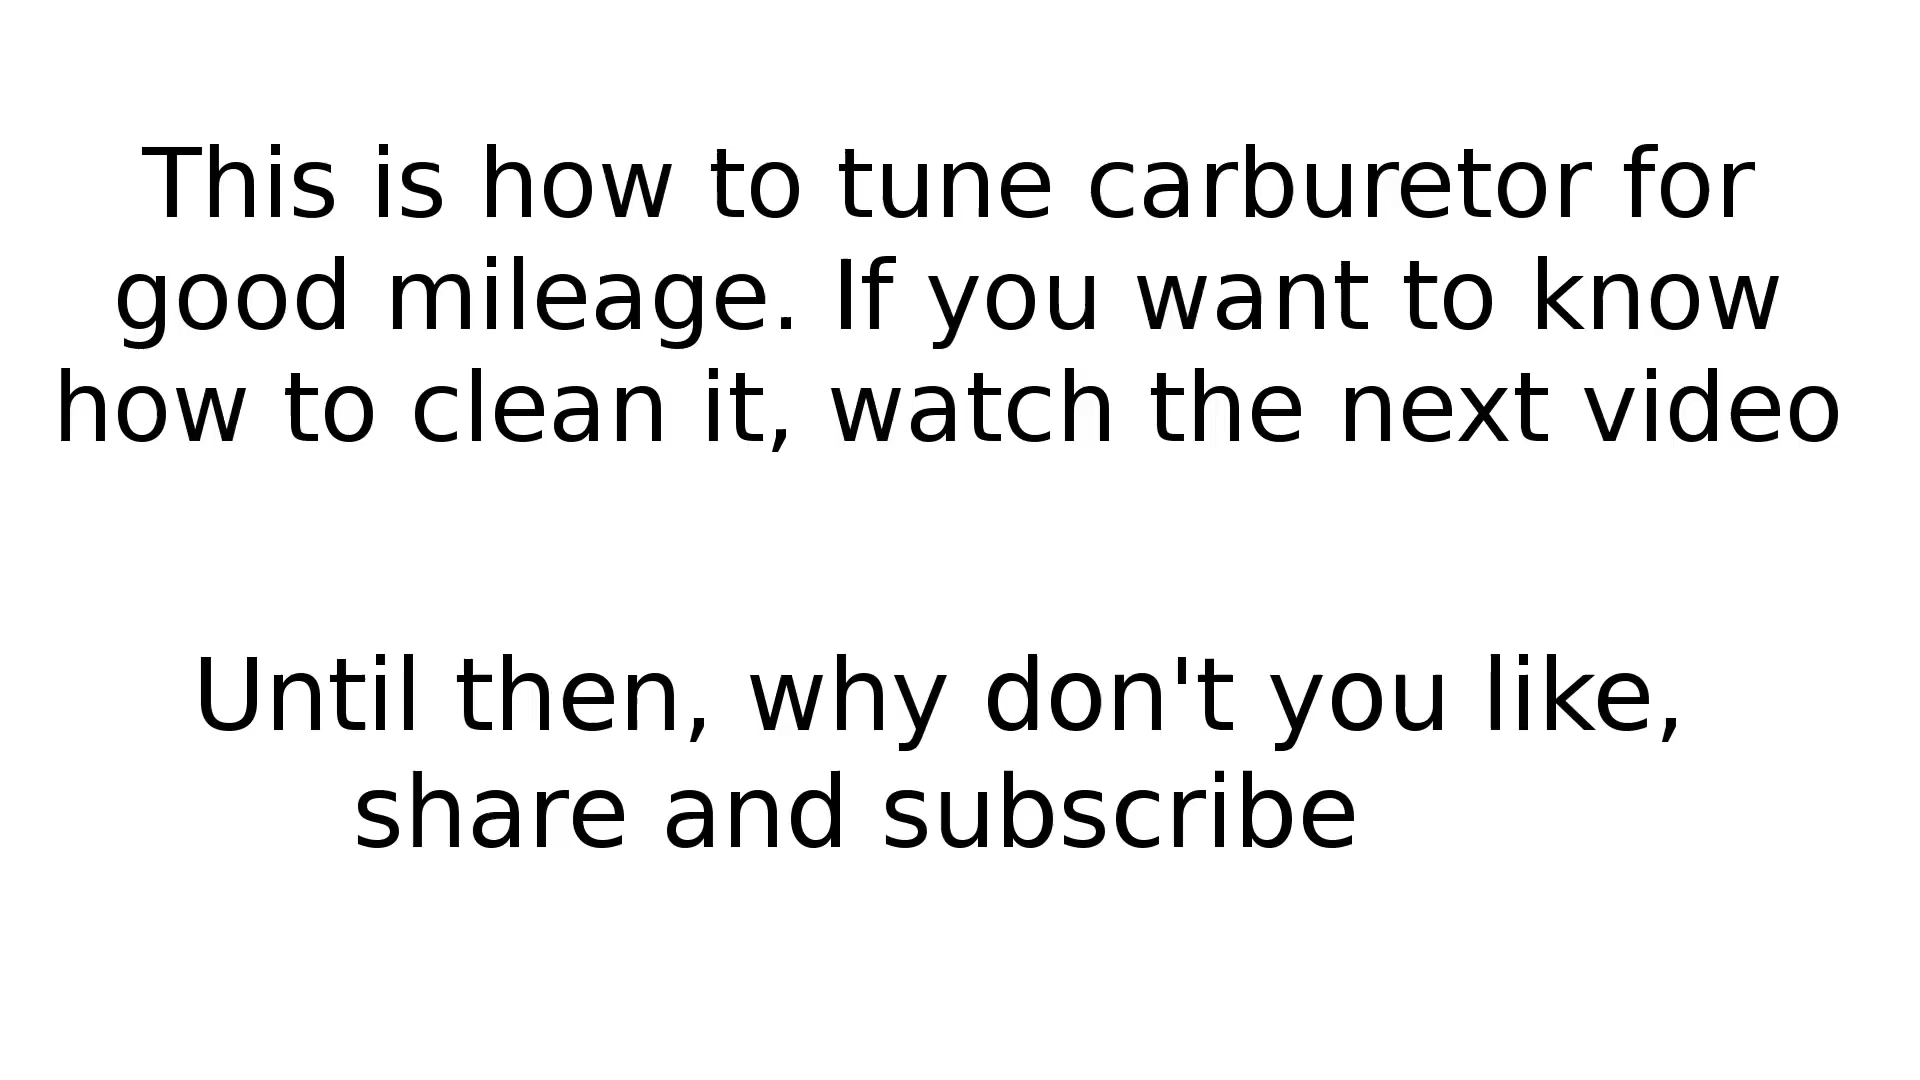 This is how to tune carburetor for
good mileage. If you want to know
how to clean it, watch the next video
Until then, why don't you like,
share and subscribe